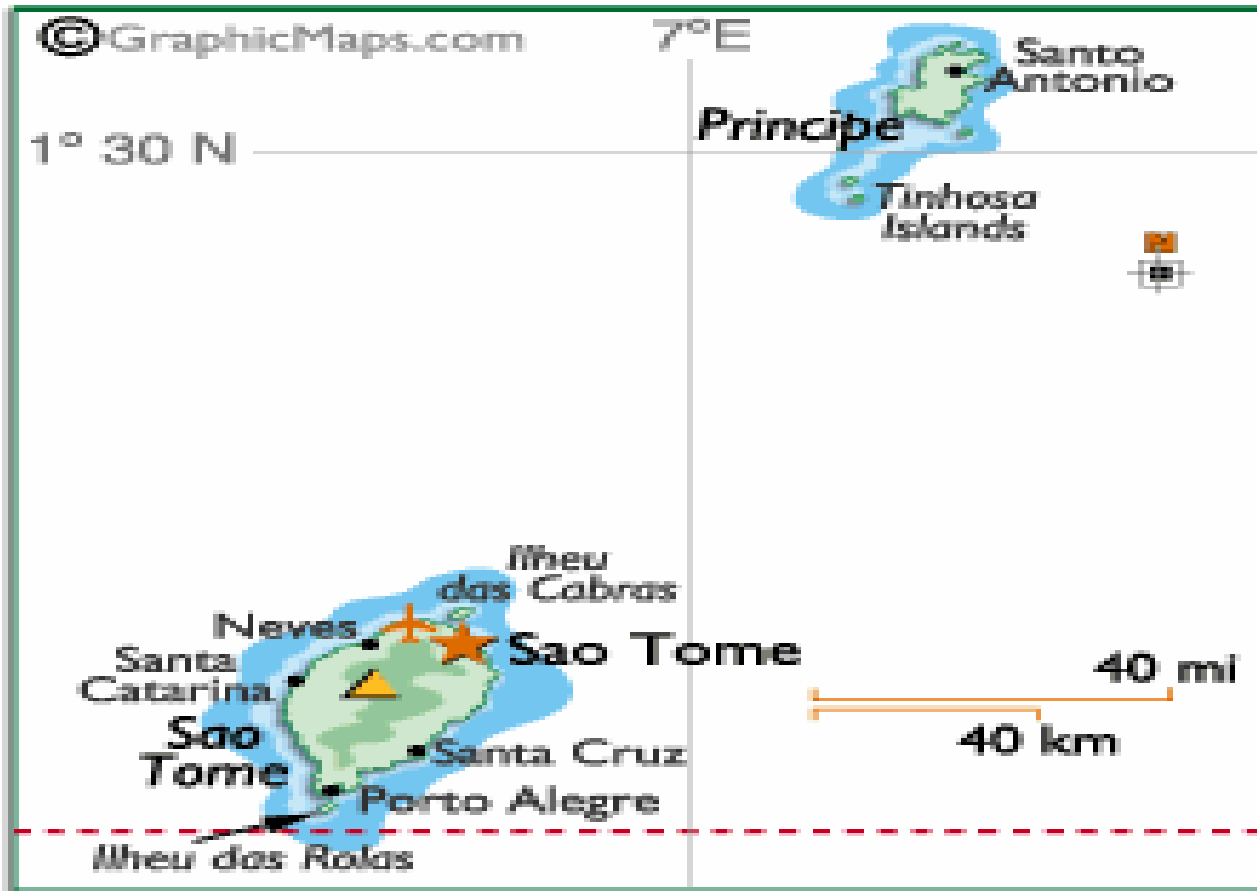 ©GraphicMaps.com
7°E
Santo
Antonio
Principe
1° 30 N
Tinhosa
Islands
N
Ilheu
das Cabras
Neves
Sao Tome
Santa
Catarina
40 mi
Sao
Tome
40 km
Santa Cruz
Porto Alegre
Ilheu das Rolas